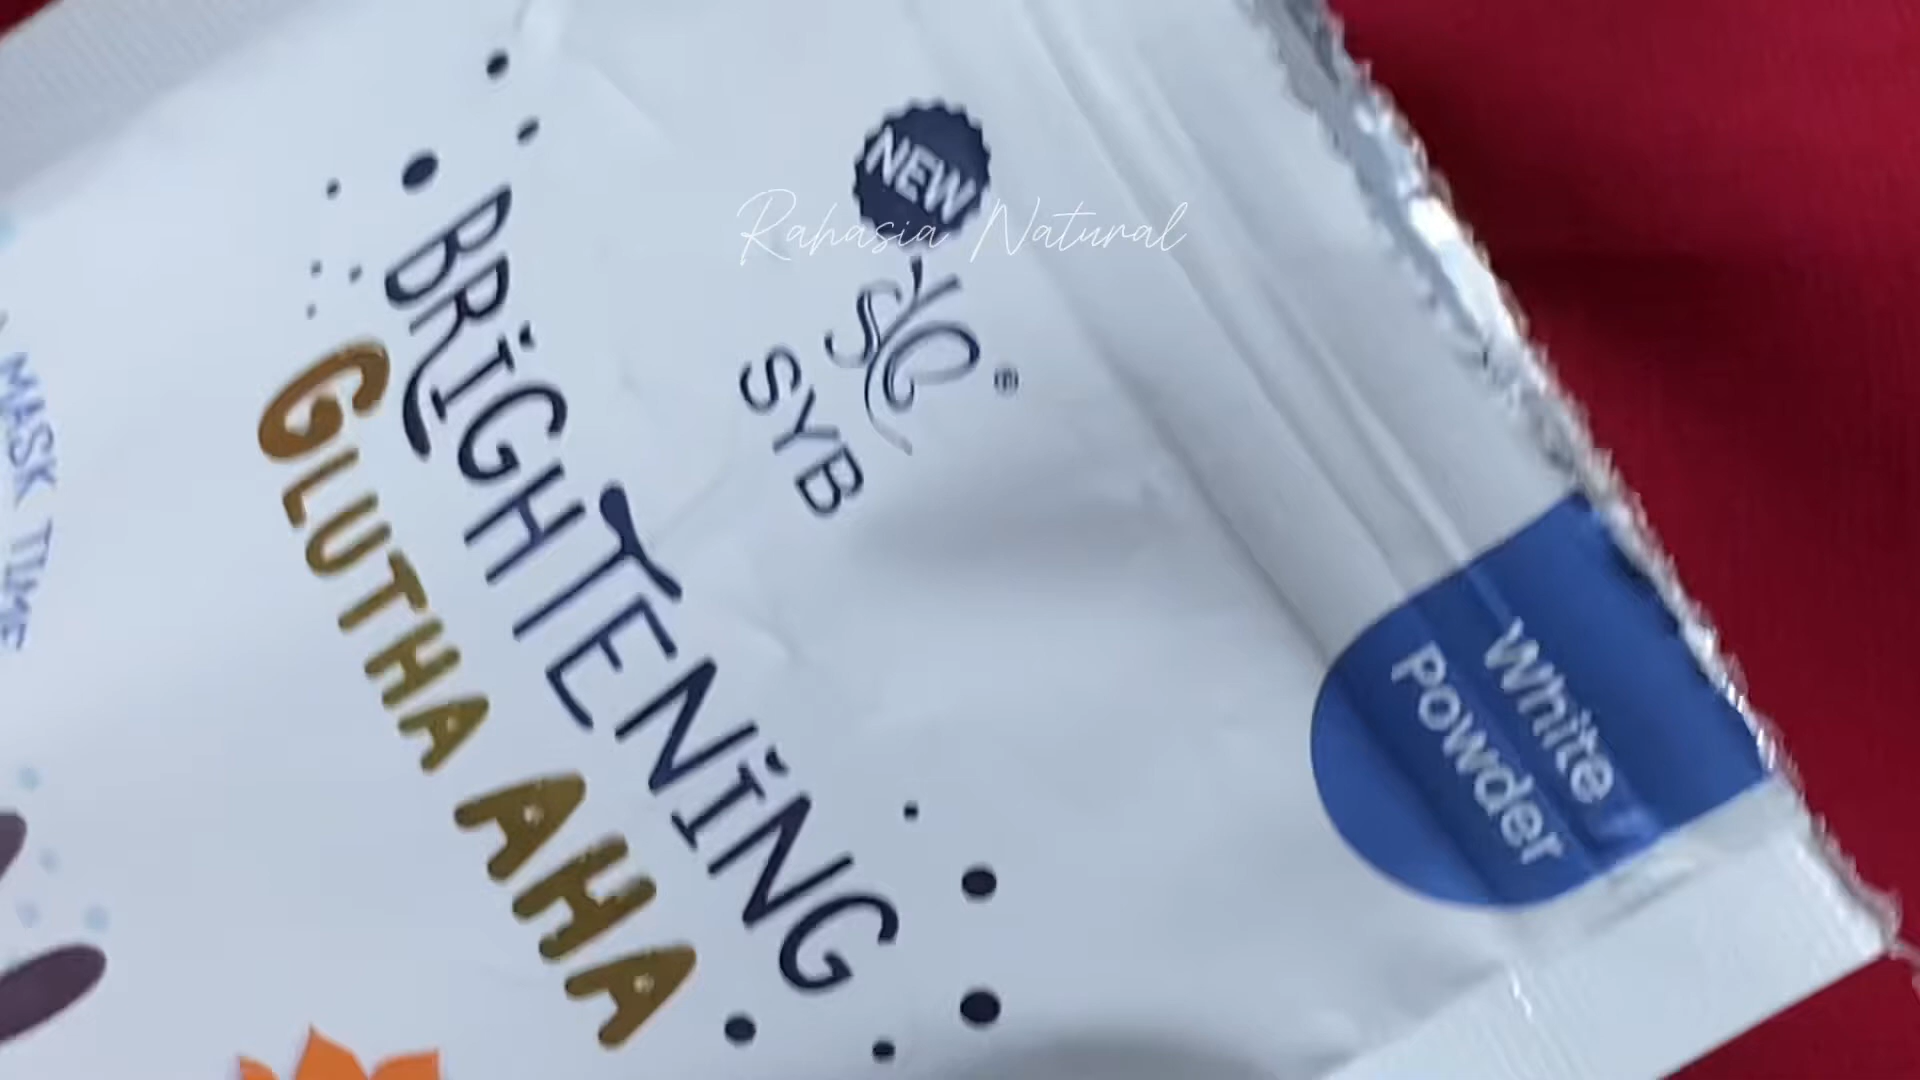 NEW
Rahasia Natural
SYB
®
BRIGHTENING
GLUTHA AHA
White
Powder
MASK TIME